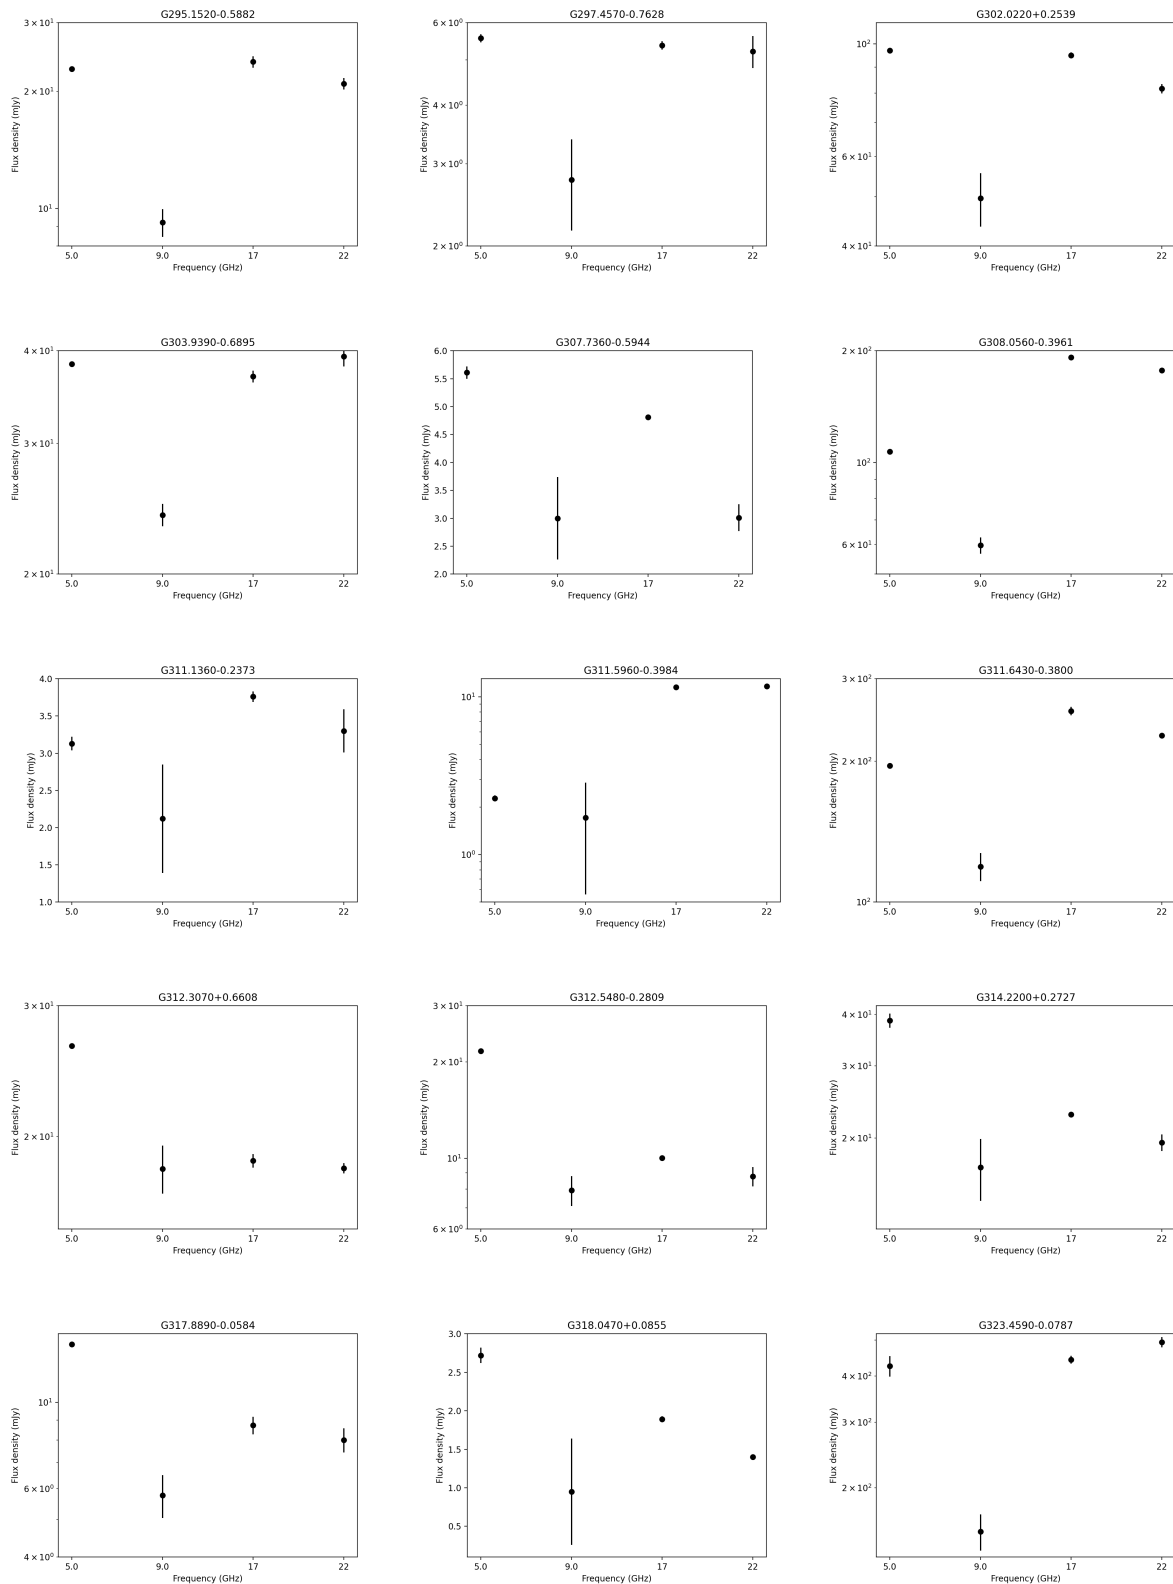 G295.1520-0.5882
3 × 10¹
2 × 10¹
10¹
Flux density (mJy)
5.0 9.0 17 22
Frequency (GHz)
G297.4570-0.7628
6 × 10⁰
4 × 10⁰
3 × 10⁰
2 × 10⁰
Flux density (mJy)
5.0 9.0 17 22
Frequency (GHz)
G302.0220+0.2539
10²
6 × 10¹
4 × 10¹
Flux density (mJy)
5.0 9.0 17 22
Frequency (GHz)
G303.9390-0.6895
4 × 10¹
3 × 10¹
2 × 10¹
Flux density (mJy)
5.0 9.0 17 22
Frequency (GHz)
G307.7360-0.5944
6.0
5.5
5.0
4.5
4.0
3.5
3.0
2.5
2.0
Flux density (mJy)
5.0 9.0 17 22
Frequency (GHz)
G308.0560-0.3961
2 × 10²
10²
6 × 10¹
Flux density (mJy)
5.0 9.0 17 22
Frequency (GHz)
G311.1360-0.2373
4.0
3.5
3.0
2.5
2.0
1.5
1.0
Flux density (mJy)
5.0 9.0 17 22
Frequency (GHz)
G311.5960-0.3984
10¹
10⁰
Flux density (mJy)
5.0 9.0 17 22
Frequency (GHz)
G311.6430-0.3800
3 × 10²
2 × 10²
10²
Flux density (mJy)
5.0 9.0 17 22
Frequency (GHz)
G312.3070+0.6608
3 × 10¹
2 × 10¹
Flux density (mJy)
5.0 9.0 17 22
Frequency (GHz)
G312.5480-0.2809
3 × 10¹
2 × 10¹
10¹
6 × 10⁰
Flux density (mJy)
5.0 9.0 17 22
Frequency (GHz)
G314.2200+0.2727
4 × 10¹
3 × 10¹
2 × 10¹
Flux density (mJy)
5.0 9.0 17 22
Frequency (GHz)
G317.8890-0.0584
10¹
6 × 10⁰
4 × 10⁰
Flux density (mJy)
5.0 9.0 17 22
Frequency (GHz)
G318.0470+0.0855
3.0
2.5
2.0
1.5
1.0
0.5
Flux density (mJy)
5.0 9.0 17 22
Frequency (GHz)
G323.4590-0.0787
4 × 10²
3 × 10²
2 × 10²
Flux density (mJy)
5.0 9.0 17 22
Frequency (GHz)